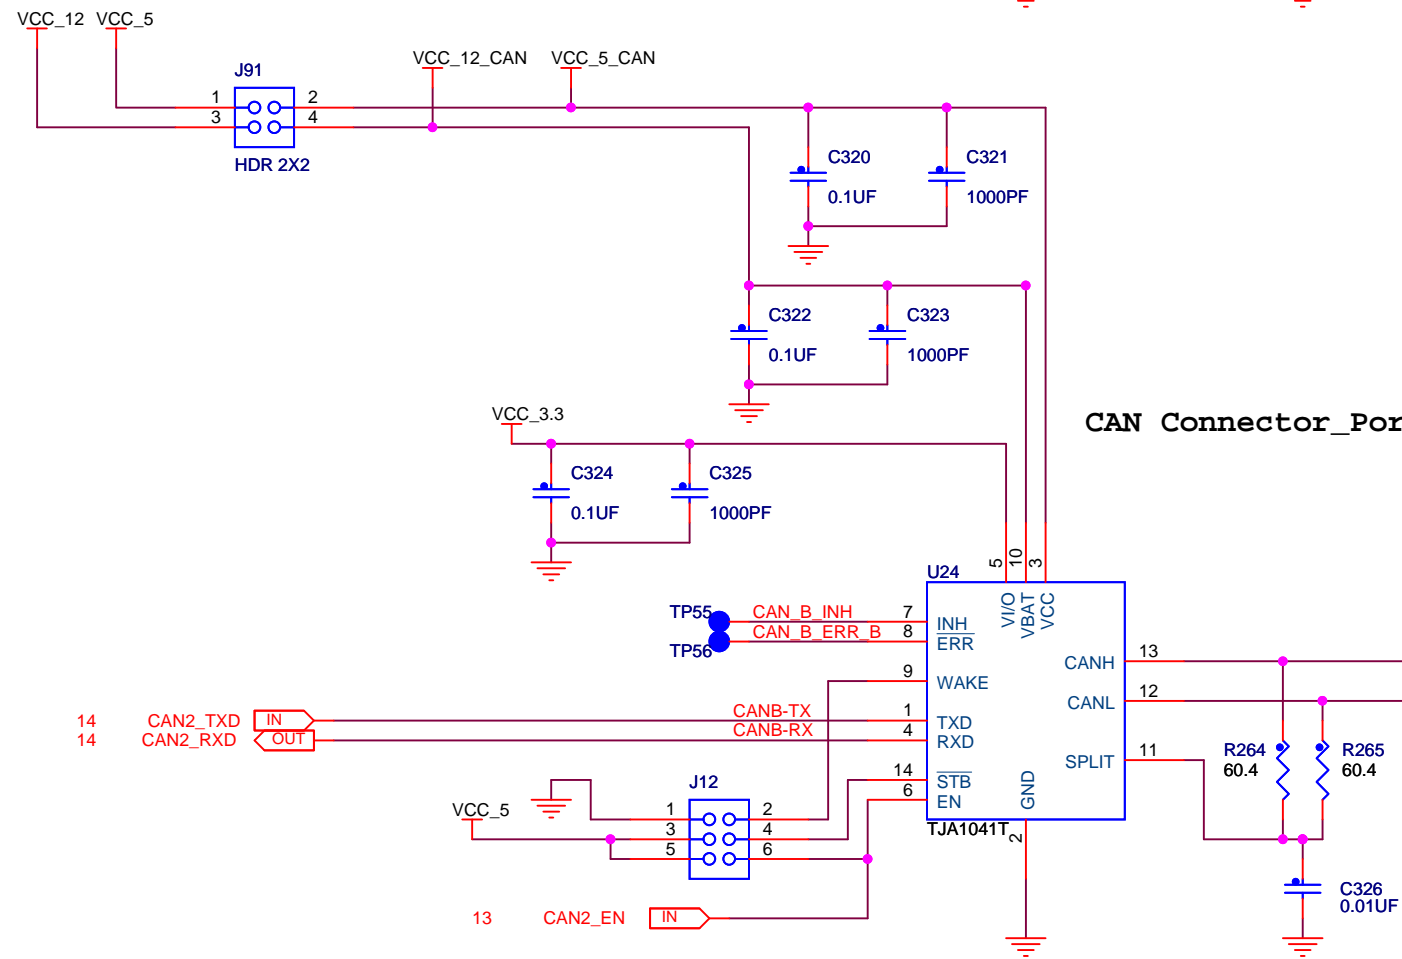 VCC_12 VCC_5
VCC_12_CAN VCC_5_CAN
J91
1 2
3 4
HDR 2X2
C320 C321
0.1UF 1000PF
C322 C323
0.1UF 1000PF
VCC_3.3
CAN Connector_Por
C324 C325
0.1UF 1000PF
5 10 3
U24
VI/O VBAT VCC
TP55 CAN_B_INH 7 INH
TP56 CAN_B_ERR_B 8 ERR
CANH 13
9 WAKE
CANL 12
14 CAN2_TXD IN CANB-TX 1 TXD
14 CAN2_RXD OUT CANB-RX 4 RXD
SPLIT 11
R264 R265
60.4 60.4
14 STB
6 EN
GND
J12
VCC_5
1 2
3 4
5 6
TJA1041T
2
C326
0.01UF
13 CAN2_EN IN